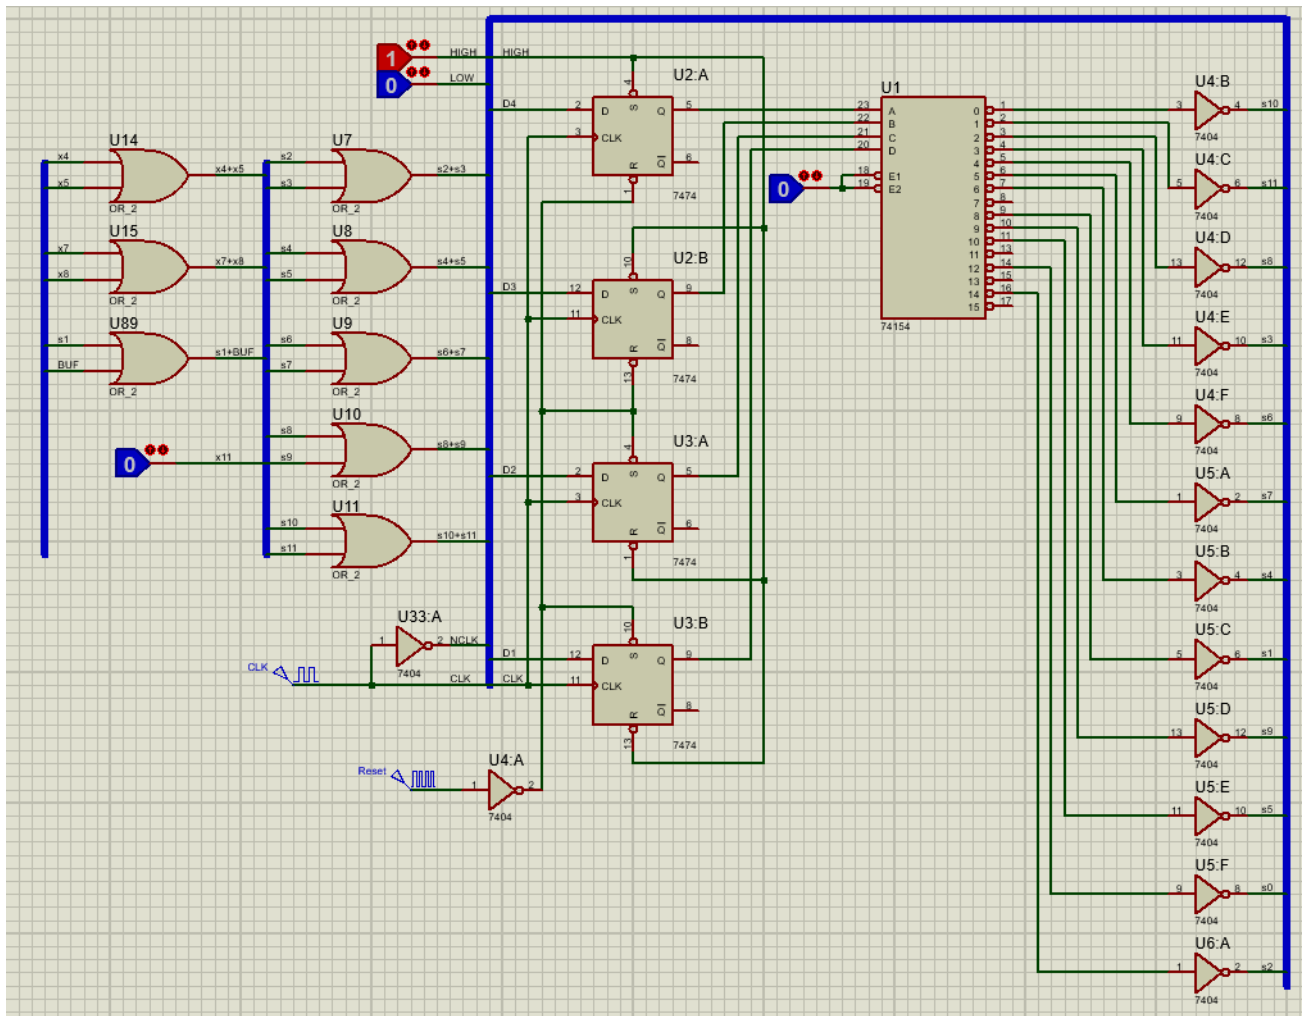 1
HIGH
HIGH
0
LOW
U14
x4
x5
x4+x5
OR_2
U15
x7
x8
x7+x8
OR_2
U89
s1
BUF
s1+BUF
OR_2
0
x11
U7
s2
s3
s2+s3
OR_2
U8
s4
s5
s4+s5
OR_2
U9
s6
s7
s6+s7
OR_2
U10
s8
s9
s8+s9
OR_2
U11
s10
s11
s10+s11
OR_2
U33:A
1
2
NCLK
7404
CLK
CLK
CLK
Reset
U4:A
1
2
7404
U2:A
D4
2
D
S
4
Q
5
3
CLK
R
1
Q
6
7474
U2:B
D3
12
D
S
10
Q
9
11
CLK
R
13
Q
8
7474
U3:A
D2
2
D
S
4
Q
5
3
CLK
R
1
Q
6
7474
U3:B
D1
12
D
S
10
Q
9
11
CLK
R
13
Q
8
7474
0
U1
23
A
22
B
21
C
20
D
18
E1
19
E2
0
1
1
2
2
3
3
4
4
5
5
6
6
7
7
8
8
9
9
10
10
11
11
13
12
14
13
15
14
16
15
17
74154
U4:B
3
4
s10
7404
U4:C
5
6
s11
7404
U4:D
13
12
s8
7404
U4:E
11
10
s3
7404
U4:F
9
8
s6
7404
U5:A
1
2
s7
7404
U5:B
3
4
s4
7404
U5:C
5
6
s1
7404
U5:D
13
12
s9
7404
U5:E
11
10
s5
7404
U5:F
9
8
s0
7404
U6:A
1
2
s2
7404